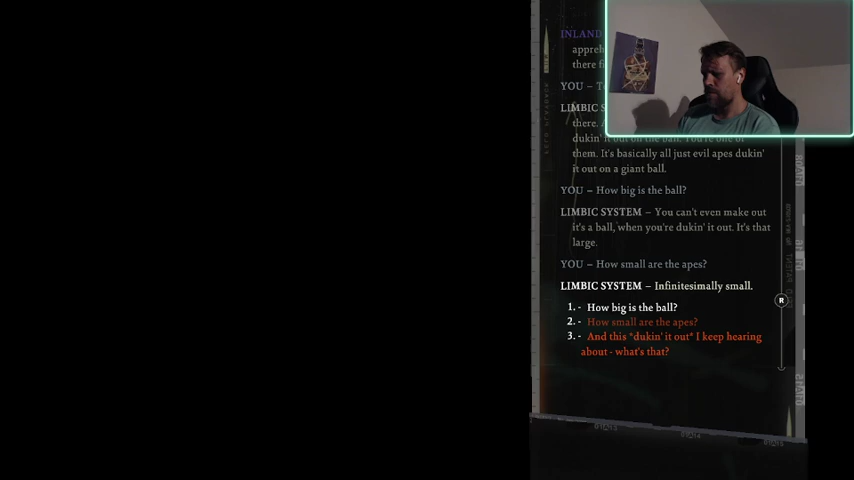 INLAND
appreh
there fi
YOU –
LIMBIC S
there.
dukin' it out on the ball. You're one of
them. It's basically all just evil apes dukin'
it out on a giant ball.
YOU – How big is the ball?
LIMBIC SYSTEM – You can't even make out
it's a ball, when you're dukin' it out. It's that
large.
YOU – How small are the apes?
LIMBIC SYSTEM – Infinitesimally small.
1. - How big is the ball?
2. - How small are the apes?
3. - And this *dukin' it out* I keep hearing
about - what's that?
R